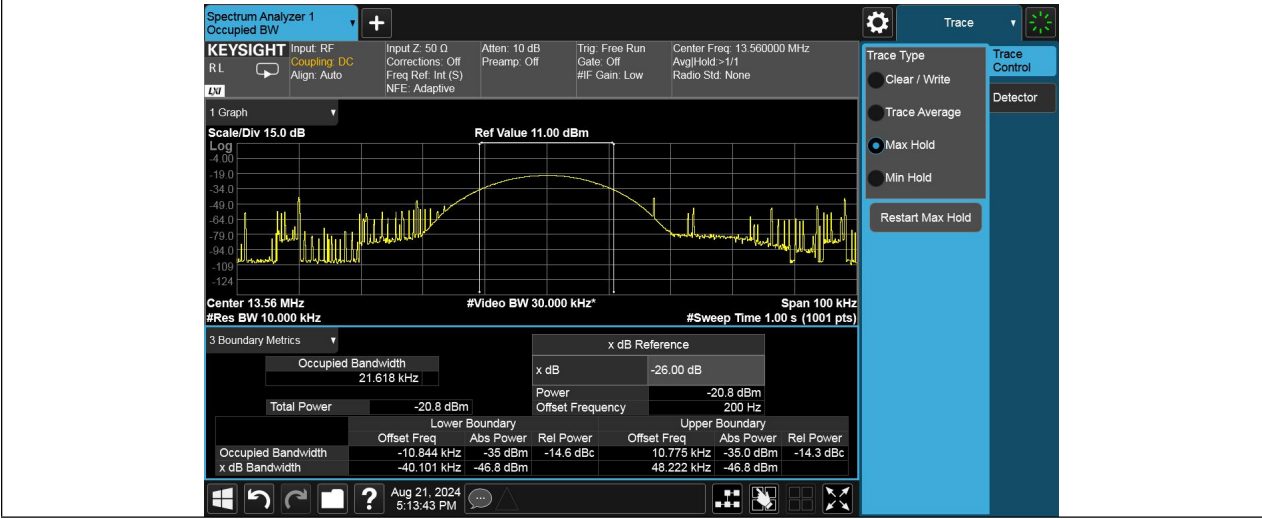 Spectrum Analyzer 1
Occupied BW
Trace
KEYSIGHT
RL
LXI
Input: RF
Coupling: DC
Align: Auto
Input Z: 50 Ω
Corrections: Off
Freq Ref: Int (S)
NFE: Adaptive
Atten: 10 dB
Preamp: Off
Trig: Free Run
Gate: Off
#IF Gain: Low
Center Freq: 13.560000 MHz
Avg|Hold:>1/1
Radio Std: None
Trace Type
Clear / Write
Trace Average
Max Hold
Min Hold
Restart Max Hold
Trace
Control
Detector
1 Graph
Scale/Div 15.0 dB
Ref Value 11.00 dBm
Log
-4.00
-19.0
-34.0
-49.0
-64.0
-79.0
-94.0
-109
-124
Center 13.56 MHz
#Video BW 30.000 kHz*
Span 100 kHz
#Res BW 10.000 kHz
#Sweep Time 1.00 s (1001 pts)
3 Boundary Metrics
Occupied Bandwidth
21.618 kHz
Total Power -20.8 dBm
x dB Reference
x dB -26.00 dB
Power -20.8 dBm
Offset Frequency 200 Hz
Lower Boundary Upper Boundary
Offset Freq Abs Power Rel Power Offset Freq Abs Power Rel Power
Occupied Bandwidth -10.844 kHz -35 dBm -14.6 dBc 10.775 kHz -35.0 dBm -14.3 dBc
x dB Bandwidth -40.101 kHz -46.8 dBm 48.222 kHz -46.8 dBm
?
Aug 21, 2024
5:13:43 PM